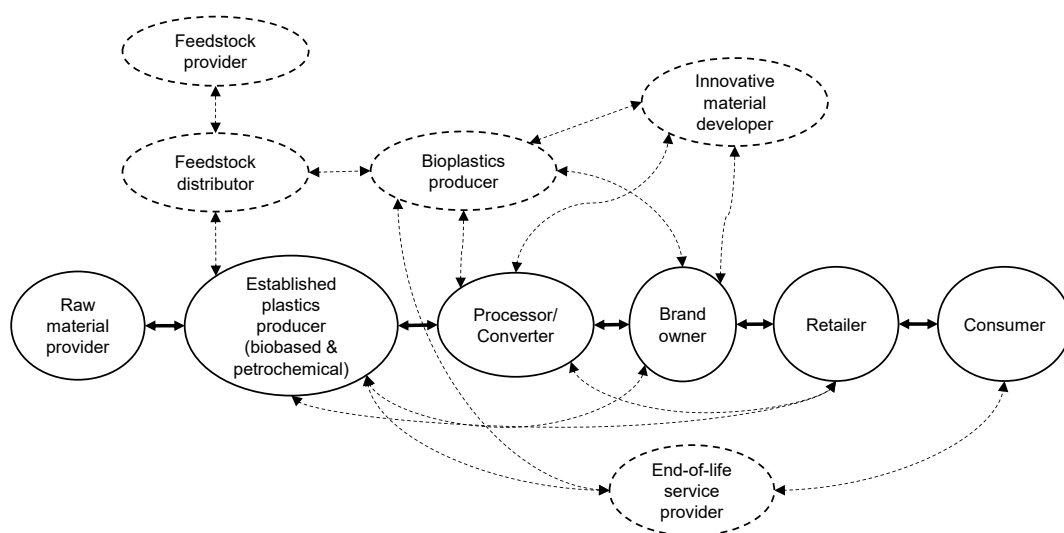 Feedstock
provider
Innovative
material
developer
Feedstock
distributor
Bioplastics
producer
Raw
material
provider
Established
plastics
producer
(biobased &
petrochemical)
Processor/
Converter
Brand
owner
Retailer
Consumer
End-of-life
service
provider